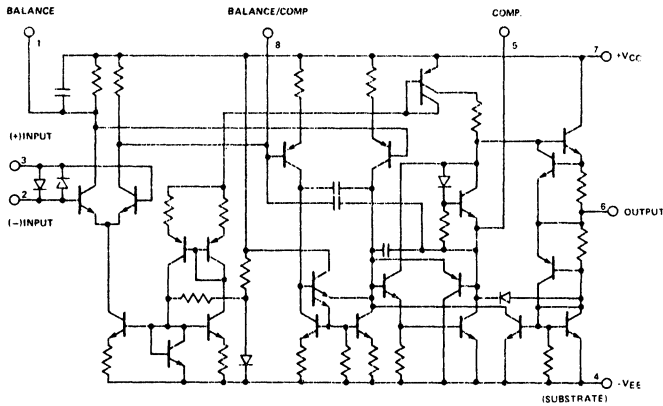 BALANCE
BALANCE/COMP
COMP.
1
8
5
7
+VCC
(+)INPUT
3
2
(-)INPUT
6
OUTPUT
4
-VEE
(SUBSTRATE)